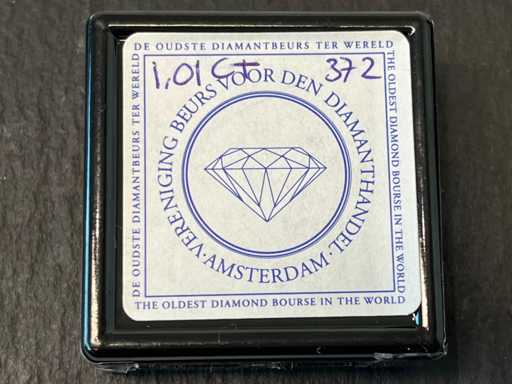 DE OUDSTE DIAMANTBEURS TER WERELD
1,01 CT 372
THE OLDEST DIAMOND BOURSE IN THE WORLD
VERENIGING BEURS VOOR DEN DIAMANTHANDEL
· AMSTERDAM ·
DE OUDSTE DIAMANTBEURS TER WERELD
THE OLDEST DIAMOND BOURSE IN THE WORLD